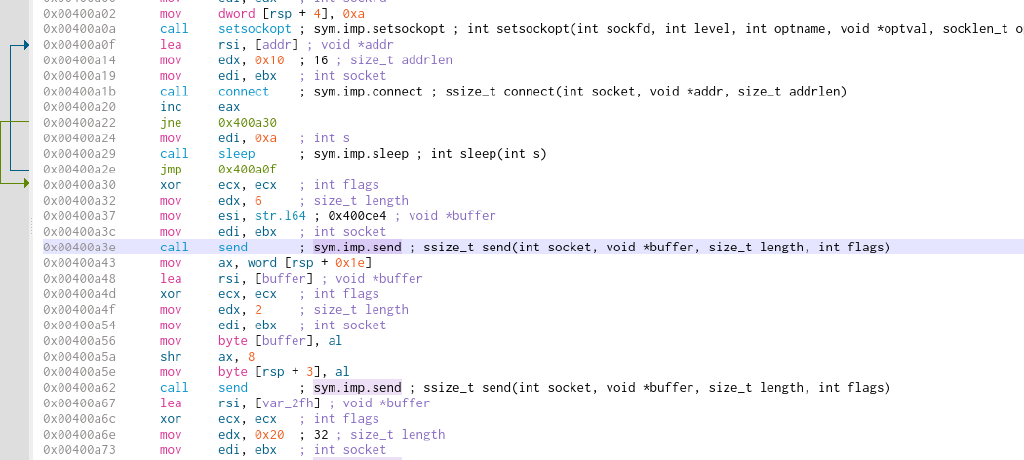 0x00400a02 mov dword [rsp + 4], 0xa
0x00400a0a call setsockopt ; sym.imp.setsockopt ; int setsockopt(int sockfd, int level, int optname, void *optval, socklen_t o
0x00400a0f lea rsi, [addr] ; void *addr
0x00400a14 mov edx, 0x10 ; 16 ; size_t addrlen
0x00400a19 mov edi, ebx ; int socket
0x00400a1b call connect ; sym.imp.connect ; ssize_t connect(int socket, void *addr, size_t addrlen)
0x00400a20 inc eax
0x00400a22 jne 0x400a30
0x00400a24 mov edi, 0xa ; int s
0x00400a29 call sleep ; sym.imp.sleep ; int sleep(int s)
0x00400a2e jmp 0x400a0f
0x00400a30 xor ecx, ecx ; int flags
0x00400a32 mov edx, 6 ; size_t length
0x00400a37 mov esi, str.l64 ; 0x400ce4 ; void *buffer
0x00400a3c mov edi, ebx ; int socket
0x00400a3e call send ; sym.imp.send ; ssize_t send(int socket, void *buffer, size_t length, int flags)
0x00400a43 mov ax, word [rsp + 0x1e]
0x00400a48 lea rsi, [buffer] ; void *buffer
0x00400a4d xor ecx, ecx ; int flags
0x00400a4f mov edx, 2 ; size_t length
0x00400a54 mov edi, ebx ; int socket
0x00400a56 mov byte [buffer], al
0x00400a5a shr ax, 8
0x00400a5e mov byte [rsp + 3], al
0x00400a62 call send ; sym.imp.send ; ssize_t send(int socket, void *buffer, size_t length, int flags)
0x00400a67 lea rsi, [var_2fh] ; void *buffer
0x00400a6c xor ecx, ecx ; int flags
0x00400a6e mov edx, 0x20 ; 32 ; size_t length
0x00400a73 mov edi, ebx ; int socket